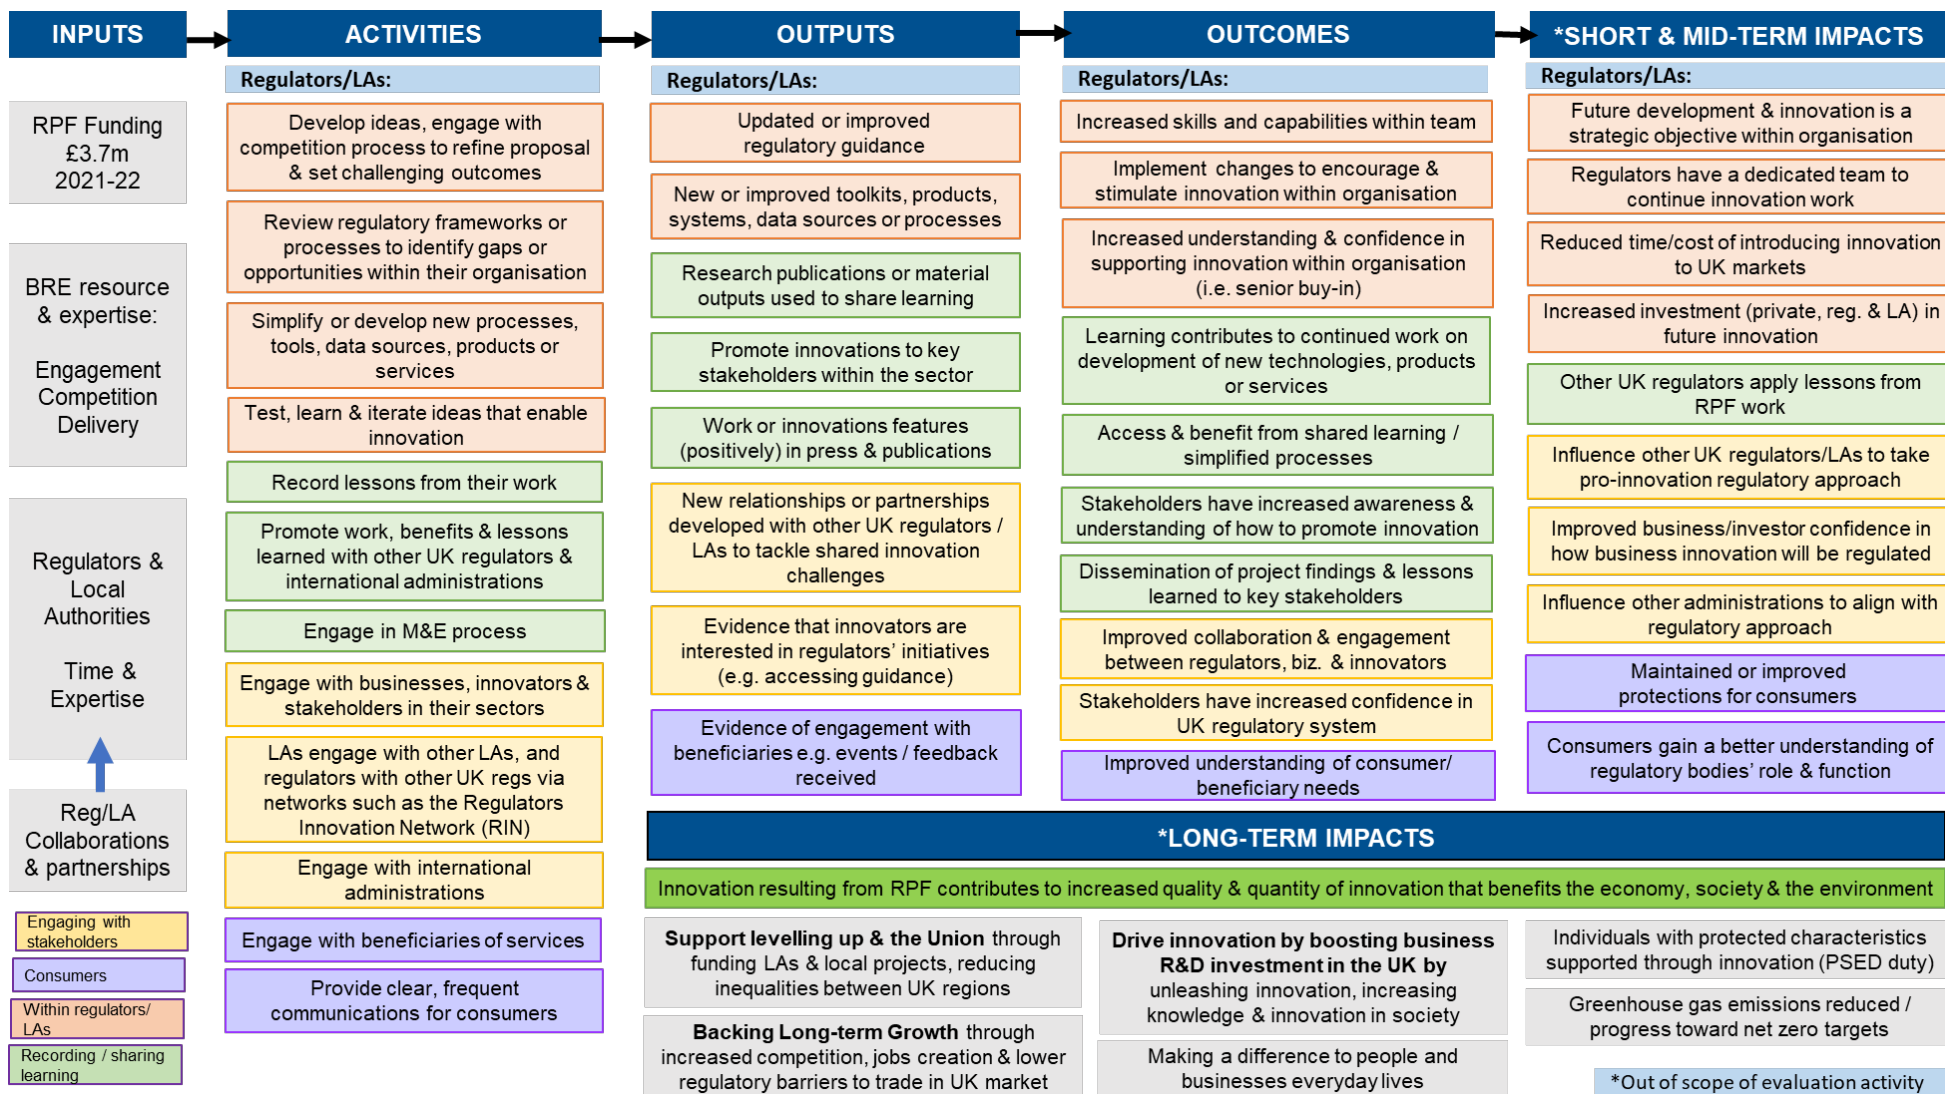 INPUTS
RPF Funding
£3.7m
2021-22
BRE resource
& expertise:
Engagement
Competition
Delivery
Regulators &
Local
Authorities
Time &
Expertise
Reg/LA
Collaborations
& partnerships
Engaging with
stakeholders
Consumers
Within regulators/
LAs
Recording / sharing
learning
ACTIVITIES
Regulators/LAs:
Develop ideas, engage with
competition process to refine proposal
& set challenging outcomes
Review regulatory frameworks or
processes to identify gaps or
opportunities within their organisation
Simplify or develop new processes,
tools, data sources, products or
services
Test, learn & iterate ideas that enable
innovation
Record lessons from their work
Promote work, benefits & lessons
learned with other UK regulators &
international administrations
Engage in M&E process
Engage with businesses, innovators &
stakeholders in their sectors
LAs engage with other LAs, and
regulators with other UK regs via
networks such as the Regulators
Innovation Network (RIN)
Engage with international
administrations
Engage with beneficiaries of services
Provide clear, frequent
communications for consumers
OUTPUTS
Regulators/LAs:
Updated or improved
regulatory guidance
New or improved toolkits, products,
systems, data sources or processes
Research publications or material
outputs used to share learning
Promote innovations to key
stakeholders within the sector
Work or innovations features
(positively) in press & publications
New relationships or partnerships
developed with other UK regulators /
LAs to tackle shared innovation
challenges
Evidence that innovators are
interested in regulators' initiatives
(e.g. accessing guidance)
Evidence of engagement with
beneficiaries e.g. events / feedback
received
OUTCOMES
Regulators/LAs:
Increased skills and capabilities within team
Implement changes to encourage &
stimulate innovation within organisation
Increased understanding & confidence in
supporting innovation within organisation
(i.e. senior buy-in)
Learning contributes to continued work on
development of new technologies, products
or services
Access & benefit from shared learning /
simplified processes
Stakeholders have increased awareness &
understanding of how to promote innovation
Dissemination of project findings & lessons
learned to key stakeholders
Improved collaboration & engagement
between regulators, biz. & innovators
Stakeholders have increased confidence in
UK regulatory system
Improved understanding of consumer/
beneficiary needs
*SHORT & MID-TERM IMPACTS
Regulators/LAs:
Future development & innovation is a
strategic objective within organisation
Regulators have a dedicated team to
continue innovation work
Reduced time/cost of introducing innovation
to UK markets
Increased investment (private, reg. & LA) in
future innovation
Other UK regulators apply lessons from
RPF work
Influence other UK regulators/LAs to take
pro-innovation regulatory approach
Improved business/investor confidence in
how business innovation will be regulated
Influence other administrations to align with
regulatory approach
Maintained or improved
protections for consumers
Consumers gain a better understanding of
regulatory bodies' role & function
*LONG-TERM IMPACTS
Innovation resulting from RPF contributes to increased quality & quantity of innovation that benefits the economy, society & the environment
Support levelling up & the Union through
funding LAs & local projects, reducing
inequalities between UK regions
Backing Long-term Growth through
increased competition, jobs creation & lower
regulatory barriers to trade in UK market
Drive innovation by boosting business
R&D investment in the UK by
unleashing innovation, increasing
knowledge & innovation in society
Making a difference to people and
businesses everyday lives
Individuals with protected characteristics
supported through innovation (PSED duty)
Greenhouse gas emissions reduced /
progress toward net zero targets
*Out of scope of evaluation activity